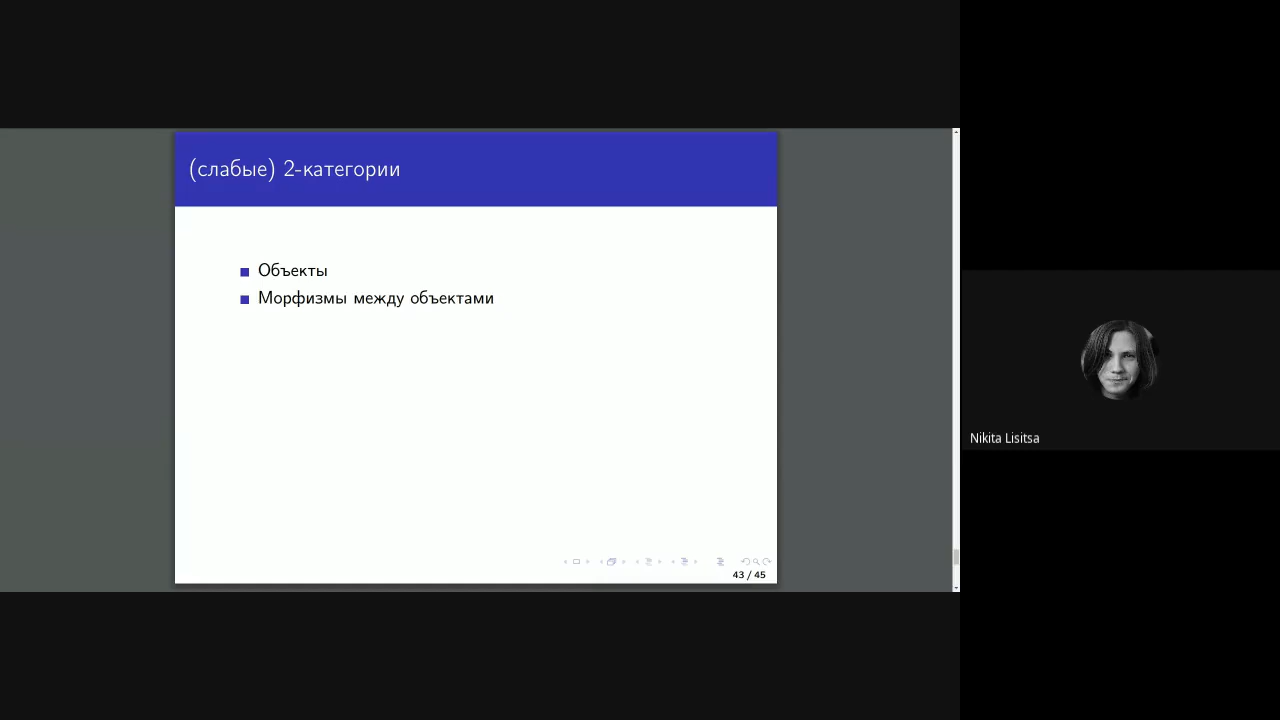 (слабые) 2-категории
Объекты
Морфизмы между объектами
43 / 45
Nikita Lisitsa